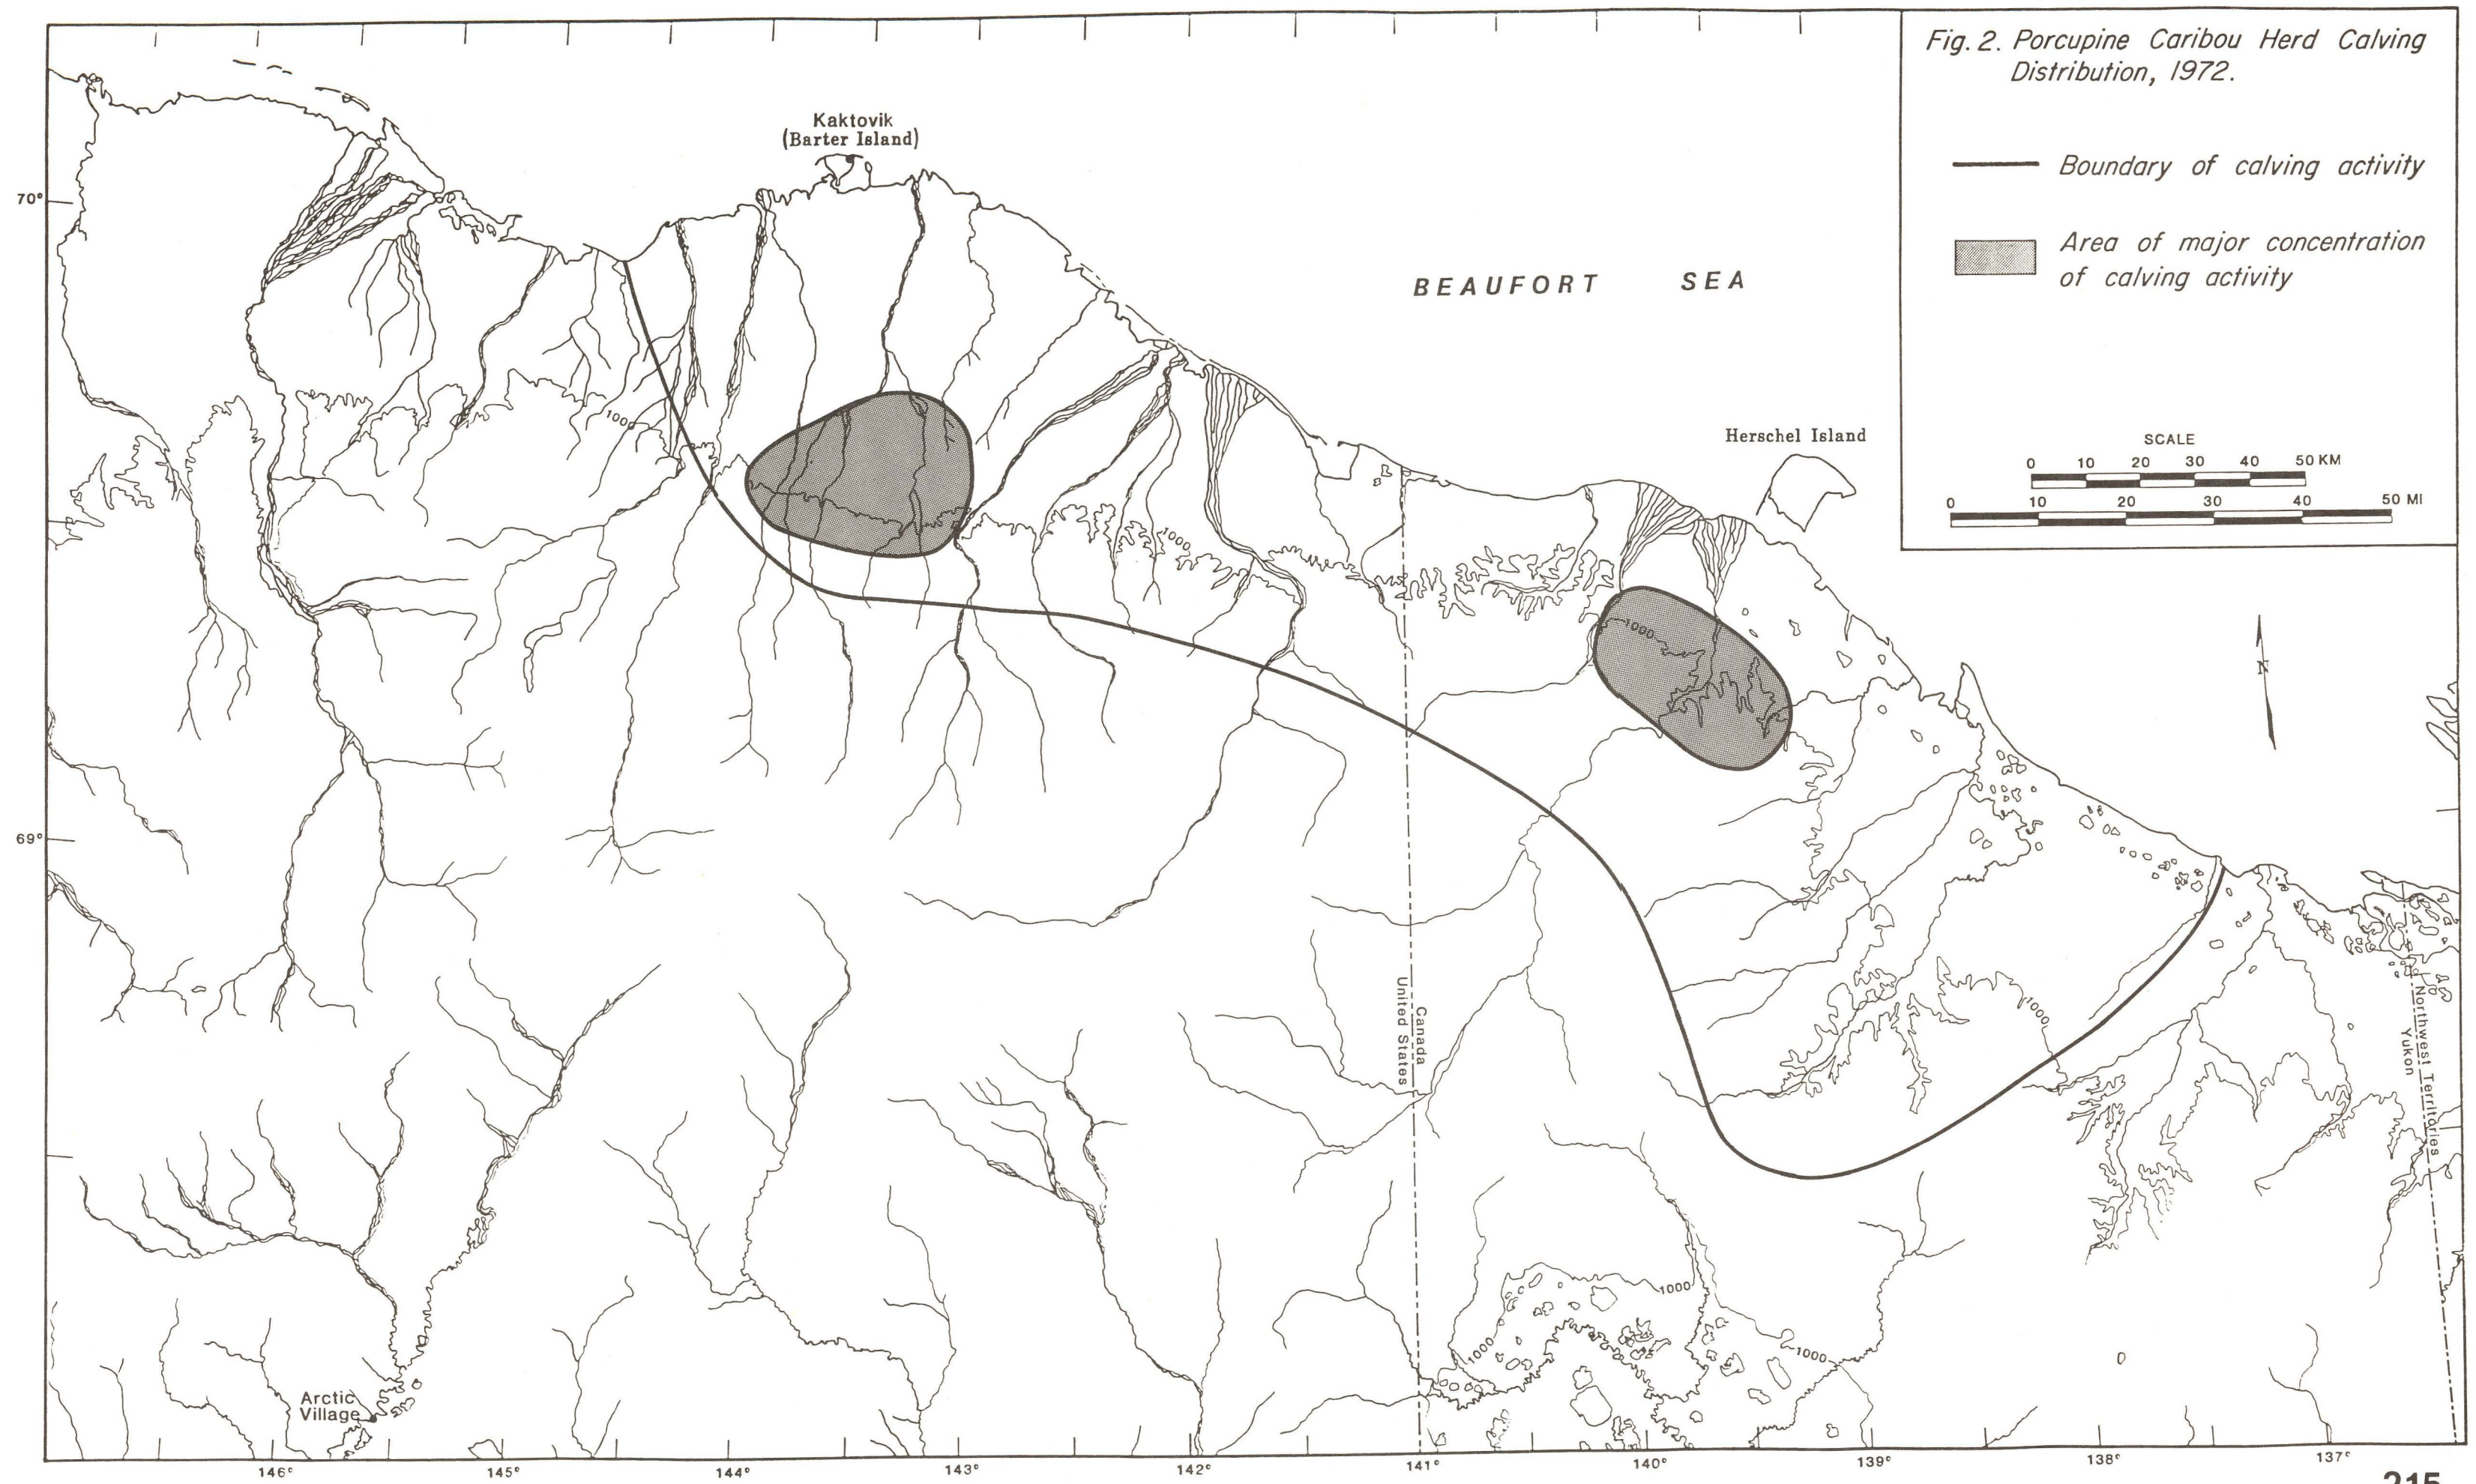 Fig. 2. Porcupine Caribou Herd Calving
Distribution, 1972.
Boundary of calving activity
Area of major concentration
of calving activity
SCALE
0 10 20 30 40 50 KM
0 10 20 30 40 50 MI
Kaktovik
(Barter Island)
70°
BEAUFORT SEA
1000
Herschel Island
1000
1000
N
69°
United States
Canada
1000
Northwest Territories
Yukon
1000
1000
1000
Arctic
Village
146° 145° 144° 143° 142° 141° 140° 139° 138° 137°
215